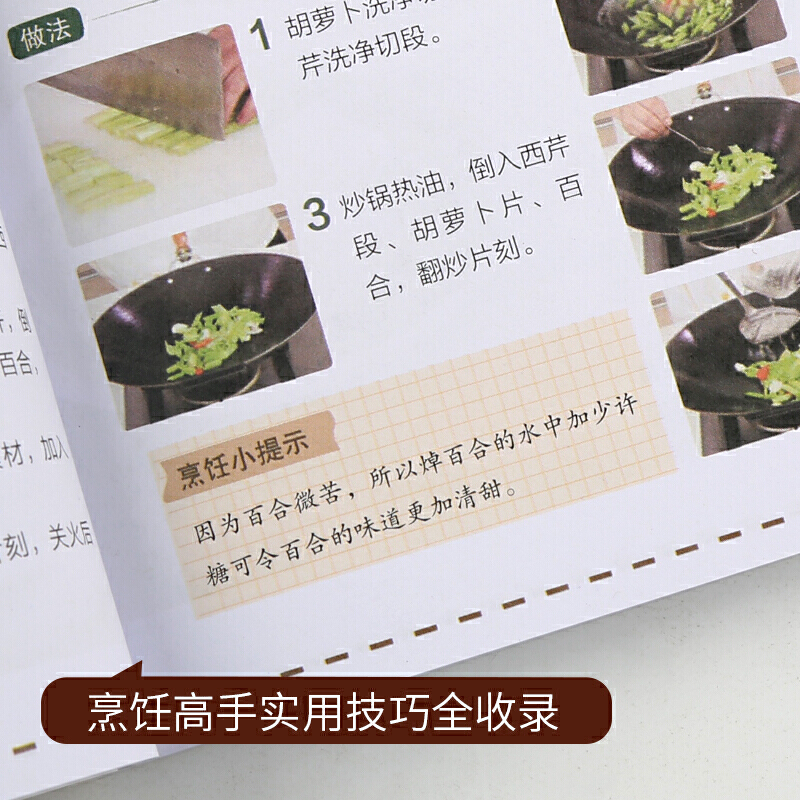 做法
1 胡萝卜洗净
芹洗净切段。
3 炒锅热油，倒入西芹
段、胡萝卜片、百
合，翻炒片刻。
烹饪小提示
因为百合微苦，所以焯百合的水中加少许
糖可令百合的味道更加清甜。
倒
百合，
材，加入
刻，关火后
烹饪高手实用技巧全收录